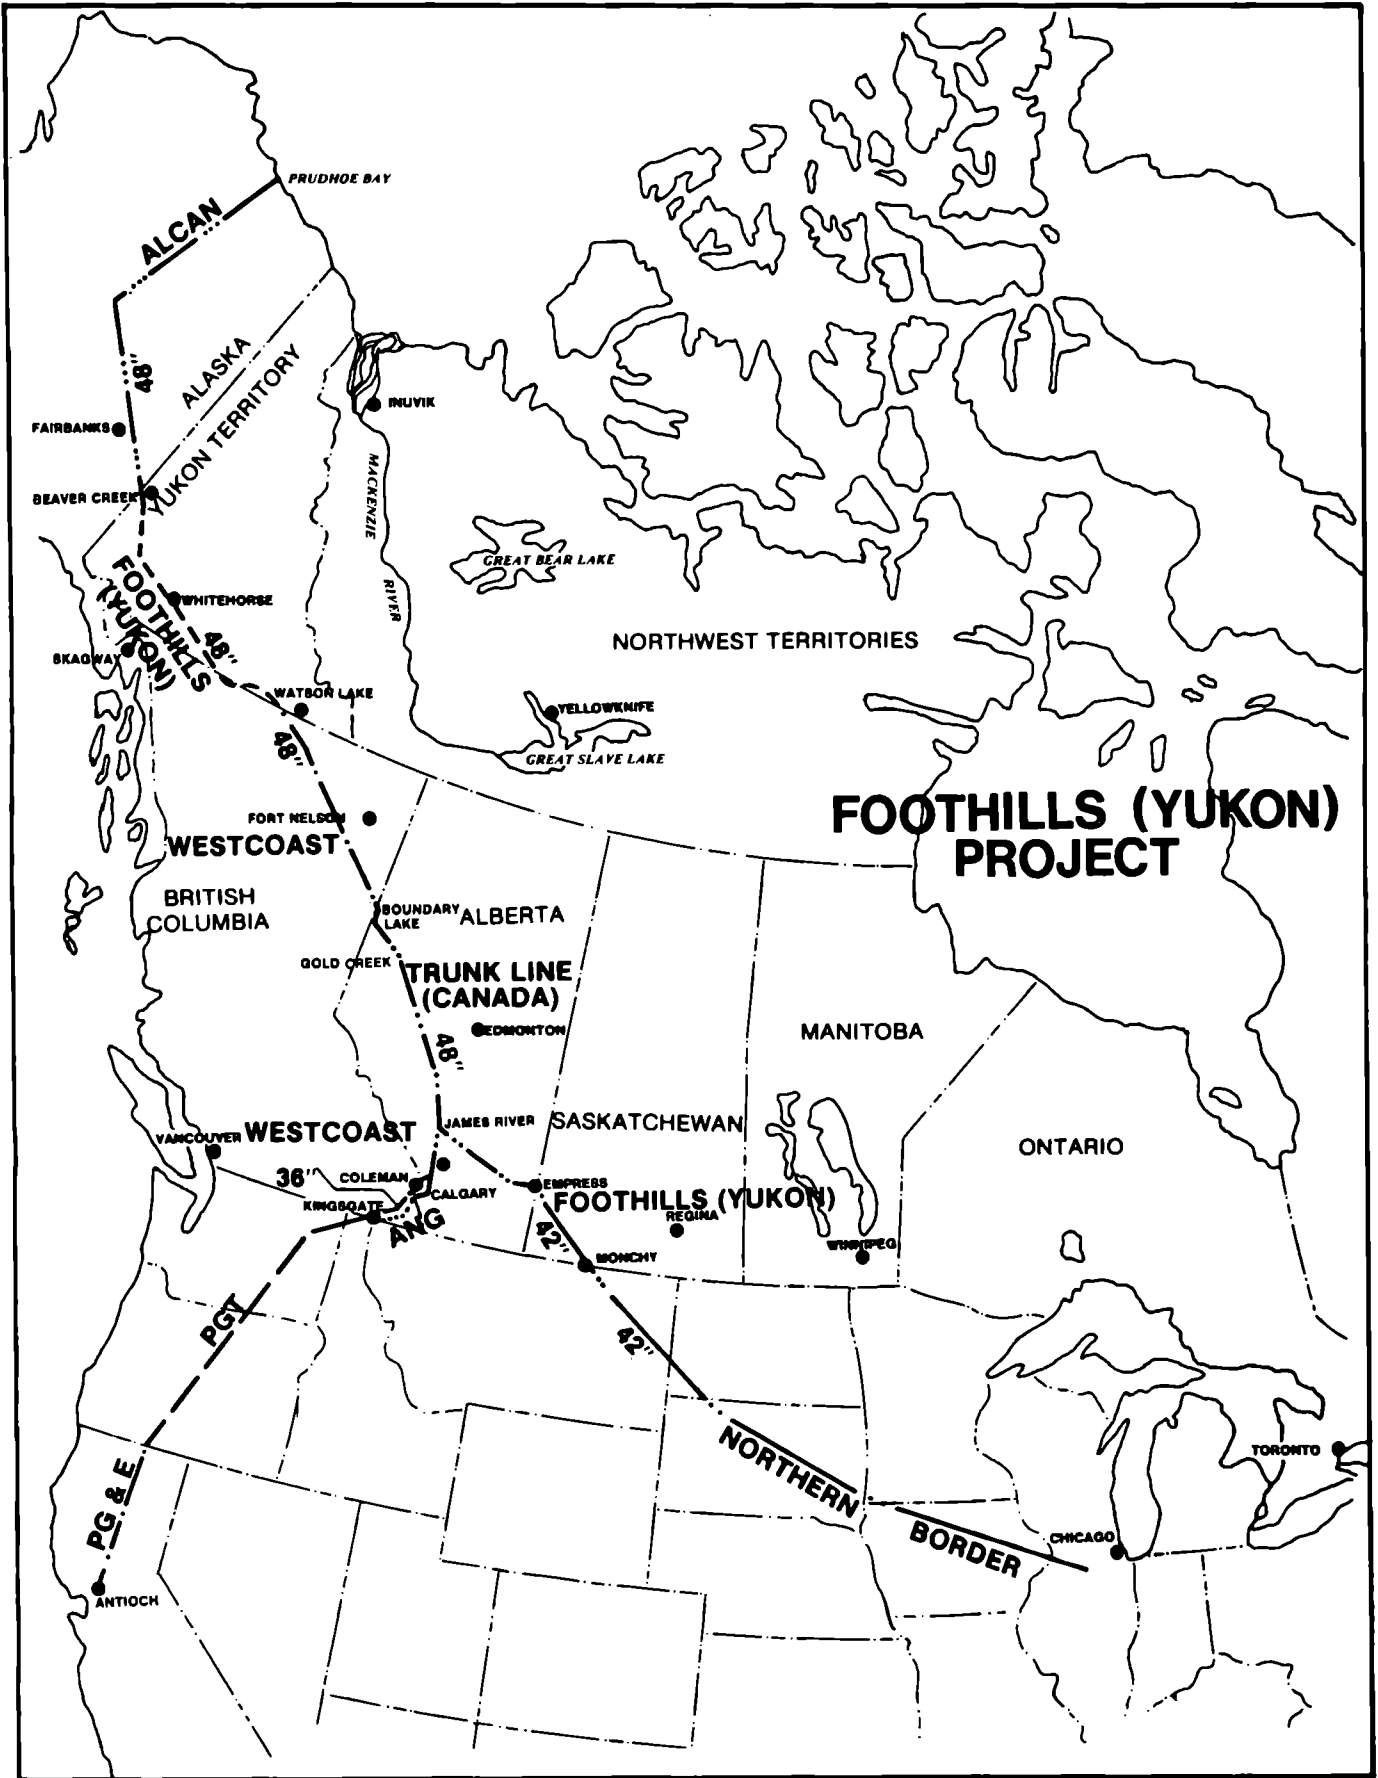 PRUDHOE BAY
ALCAN
ALASKA
48"
YUKON TERRITORY
INUVIK
FAIRBANKS
BEAVER CREEK
MACKENZIE
RIVER
GREAT BEAR LAKE
FOOTHILLS
(YUKON)
WHITEHORSE
48"
SKAGWAY
NORTHWEST TERRITORIES
WATSON LAKE
YELLOWKNIFE
48"
GREAT SLAVE LAKE
FOOTHILLS (YUKON)
PROJECT
FORT NELSON
WESTCOAST
BRITISH
COLUMBIA
BOUNDARY
LAKE
ALBERTA
GOLD CREEK
TRUNK LINE
(CANADA)
EDMONTON
MANITOBA
48"
JAMES RIVER
SASKATCHEWAN
VANCOUVER
WESTCOAST
ONTARIO
36"
COLEMAN
EMPRESS
CALGARY
FOOTHILLS (YUKON)
KINGSGATE
REGINA
ANG
42"
WINNIPEG
MONCHY
PGT
42"
NORTHERN
BORDER
TORONTO
PG & E
CHICAGO
ANTIOCH